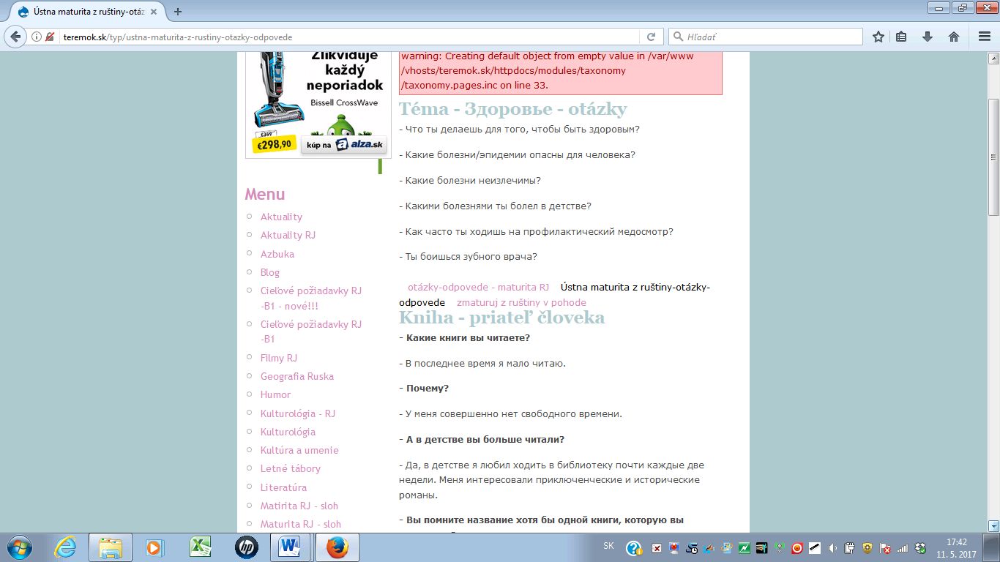 Ústna maturita z ruštiny-otáz
teremok.sk/typ/ustna-maturita-z-rustiny-otazky-odpovede
Hľadať
Zlikviduje
každý
neporiadok
Bissell CrossWave
€359
€298,90
kúp na alza.sk
Menu
Aktuality
Aktuality RJ
Azbuka
Blog
Cieľové požiadavky RJ
-B1 - nové!!!
Cieľové požiadavky RJ
-B1
Filmy RJ
Geografia Ruska
Humor
Kulturológia - RJ
Kulturológia
Kultúra a umenie
Letné tábory
Literatúra
Matirita RJ - sloh
Maturita RJ - sloh
warning: Creating default object from empty value in /var/www
/vhosts/teremok.sk/httpdocs/modules/taxonomy
/taxonomy.pages.inc on line 33.
Téma - Здоровье - otázky
- Что ты делаешь для того, чтобы быть здоровым?
- Какие болезни/эпидемии опасны для человека?
- Какие болезни неизлечимы?
- Какими болезнями ты болел в детстве?
- Как часто ты ходишь на профилактический медосмотр?
- Ты боишься зубного врача?
otázky-odpovede - maturita RJ Ústna maturita z ruštiny-otázky-
odpovede zmaturuj z ruštiny v pohode
Kniha - priateľ človeka
- Какие книги вы читаете?
- В последнее время я мало читаю.
- Почему?
- У меня совершенно нет свободного времени.
- А в детстве вы больше читали?
- Да, в детстве я любил ходить в библиотеку почти каждые две
недели. Меня интересовали приключенческие и исторические
романы.
- Вы помните название хотя бы одной книги, которую вы
SK
17:42
11. 5. 2017